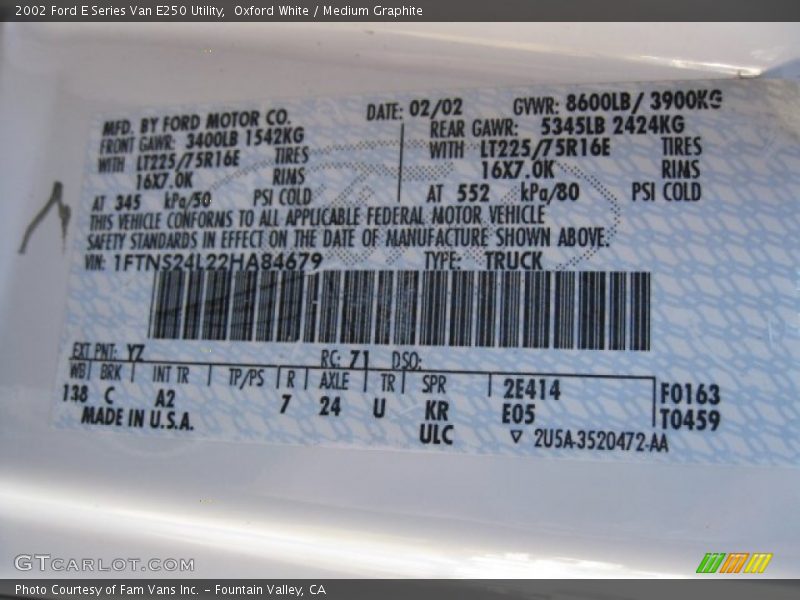 2002 Ford E Series Van E250 Utility,  Oxford White / Medium Graphite
MFD. BY FORD MOTOR CO. DATE: 02/02 GVWR: 8600LB/ 3900KG
FRONT GAWR: 3400LB 1542KG REAR GAWR: 5345LB 2424KG
WITH LT225/75R16E TIRES WITH LT225/75R16E TIRES
16X7.0K RIMS 16X7.0K RIMS
AT 345 kPa/50 PSI COLD AT 552 kPa/80 PSI COLD
THIS VEHICLE CONFORMS TO ALL APPLICABLE FEDERAL MOTOR VEHICLE
SAFETY STANDARDS IN EFFECT ON THE DATE OF MANUFACTURE SHOWN ABOVE.
VIN: 1FTNS24L22HA84679 TYPE: TRUCK
EXT PNT: YZ RC: 71 DSO:
WB BRK INT TR TP/PS R AXLE TR SPR 2E414 F0163
138 C A2 7 24 U KR E05 T0459
MADE IN U.S.A. ULC ▽ 2U5A-3520472-AA
GTCARLOT.COM
Photo Courtesy of Fam Vans Inc. – Fountain Valley, CA